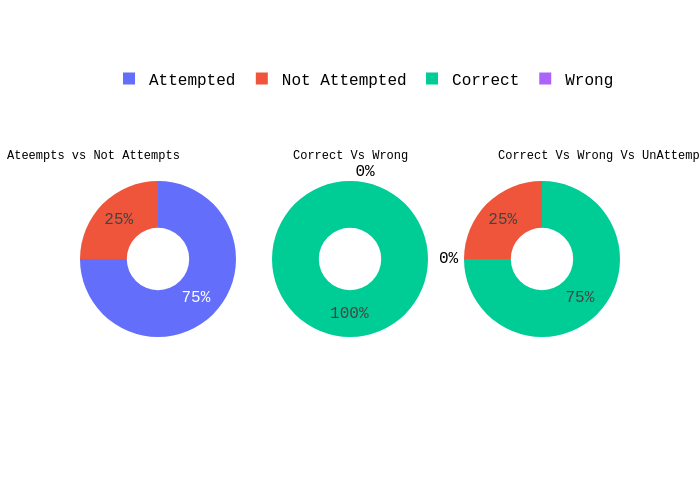 Attempted Not Attempted Correct Wrong
Ateempts vs Not Attempts Correct Vs Wrong Correct Vs Wrong Vs UnAttemp
0%
25% 25%
0%
75% 75%
100%